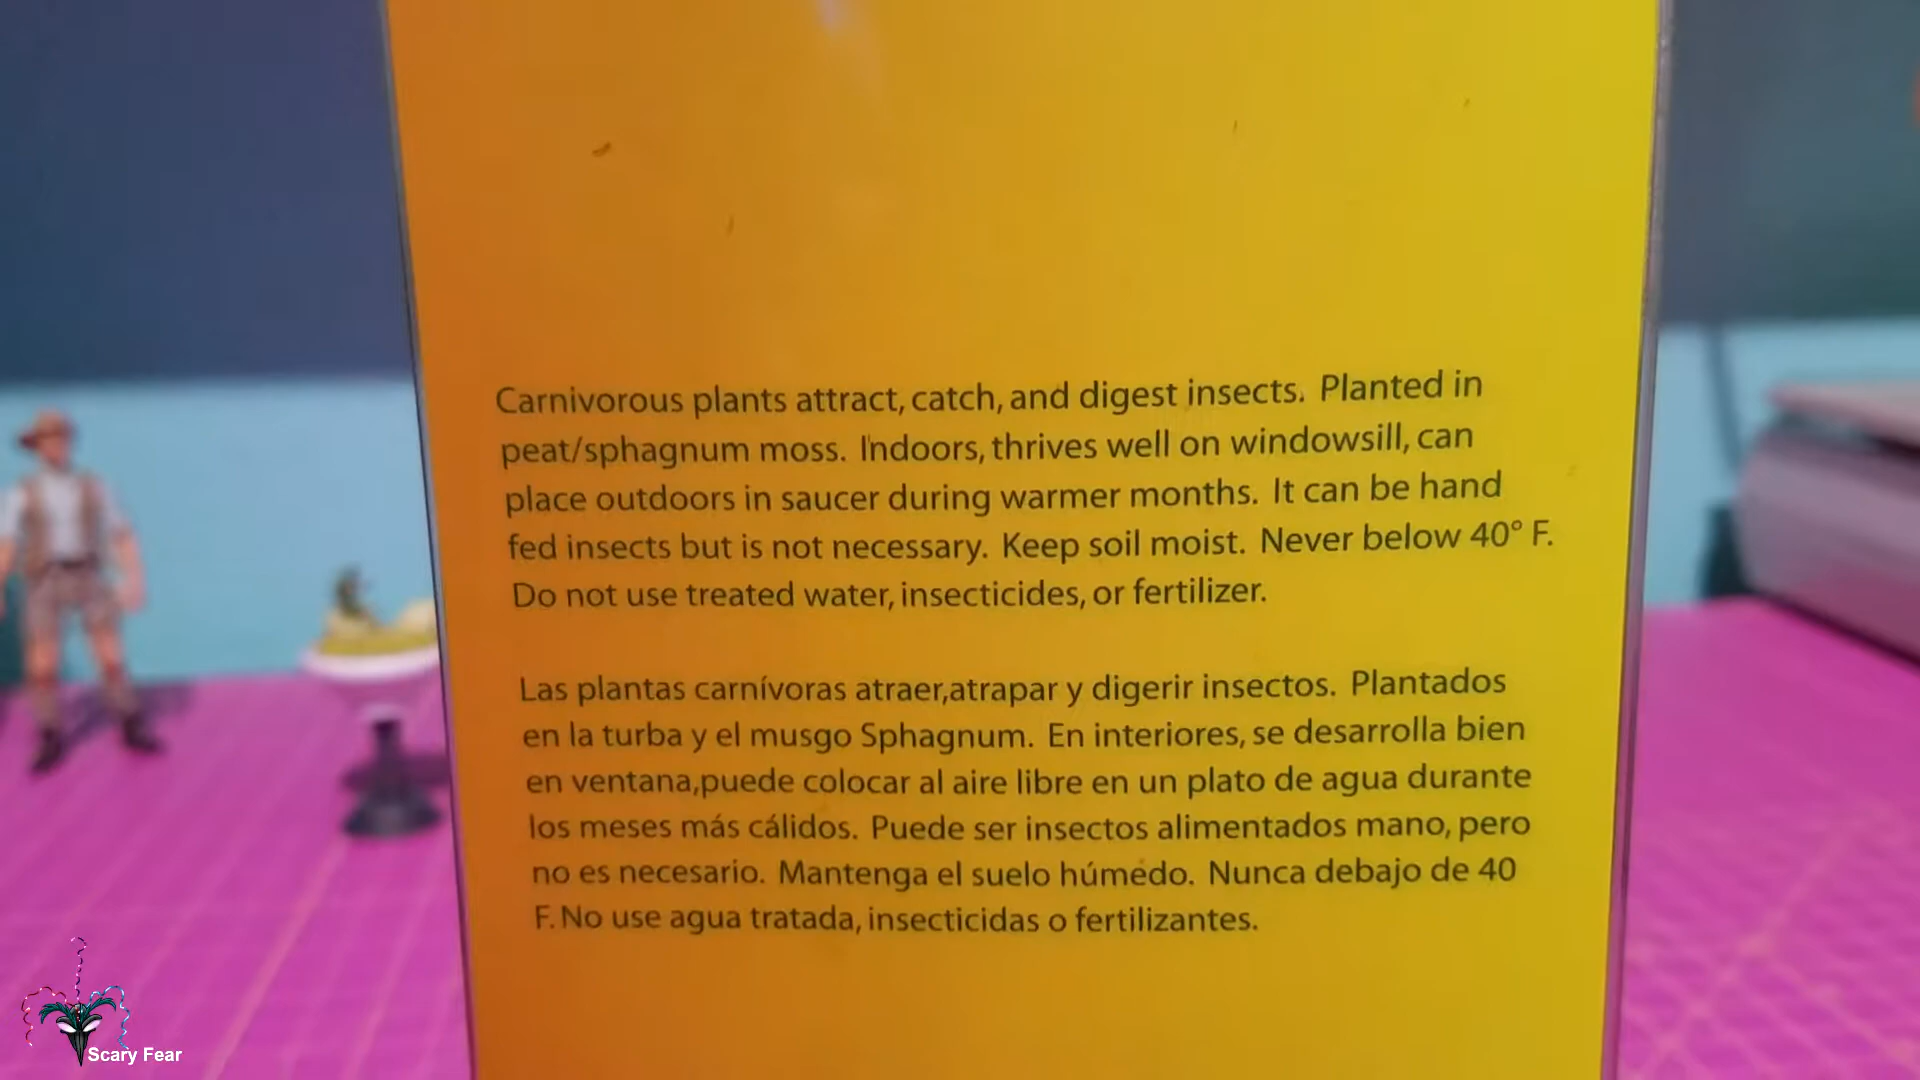 Carnivorous plants attract, catch, and digest insects. Planted in
peat/sphagnum moss. Indoors, thrives well on windowsill, can
place outdoors in saucer during warmer months. It can be hand
fed insects but is not necessary. Keep soil moist. Never below 40° F.
Do not use treated water, insecticides, or fertilizer.
Las plantas carnívoras atraer,atrapar y digerir insectos. Plantados
en la turba y el musgo Sphagnum. En interiores, se desarrolla bien
en ventana,puede colocar al aire libre en un plato de agua durante
los meses más cálidos. Puede ser insectos alimentados mano, pero
no es necesario. Mantenga el suelo húmedo. Nunca debajo de 40
F. No use agua tratada, insecticidas o fertilizantes.
Scary Fear